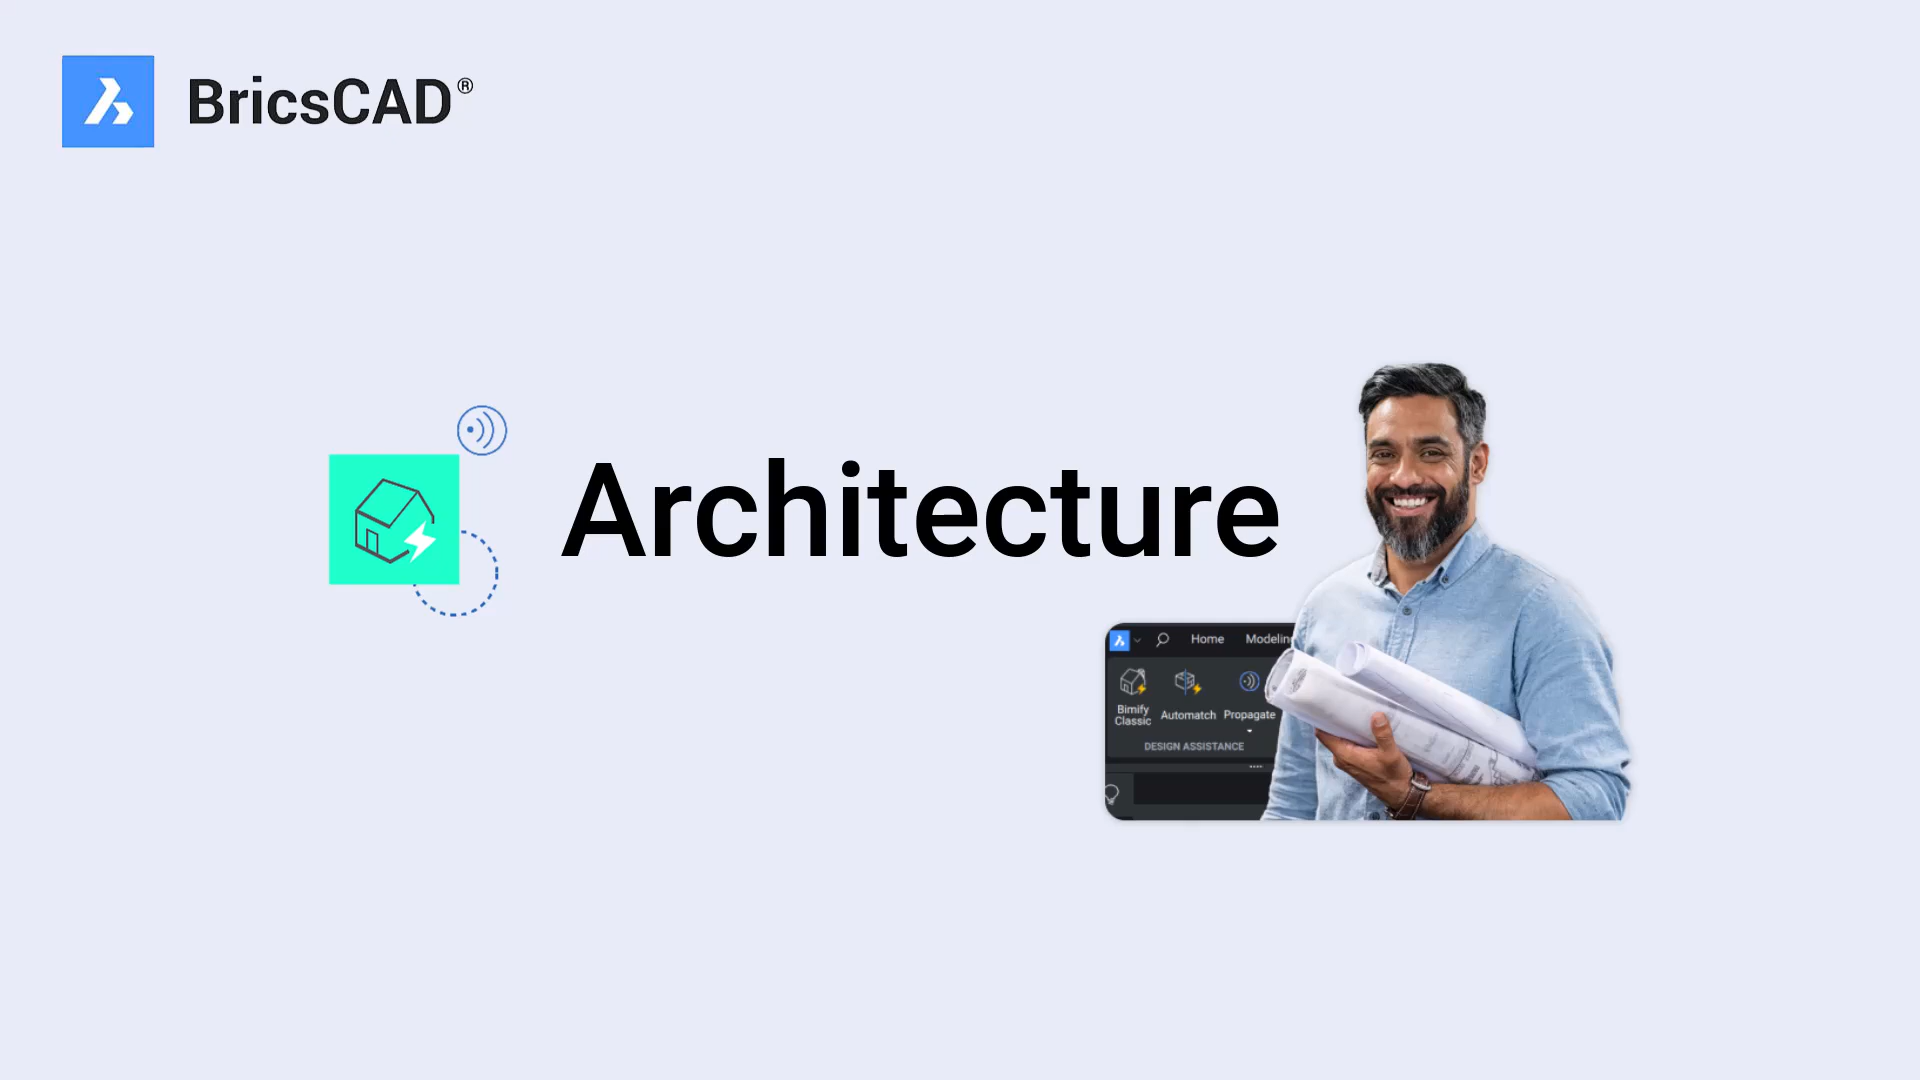 BricsCAD®
Architecture
Home
Bimify Classic
Automatch
Propagate
DESIGN ASSISTANCE